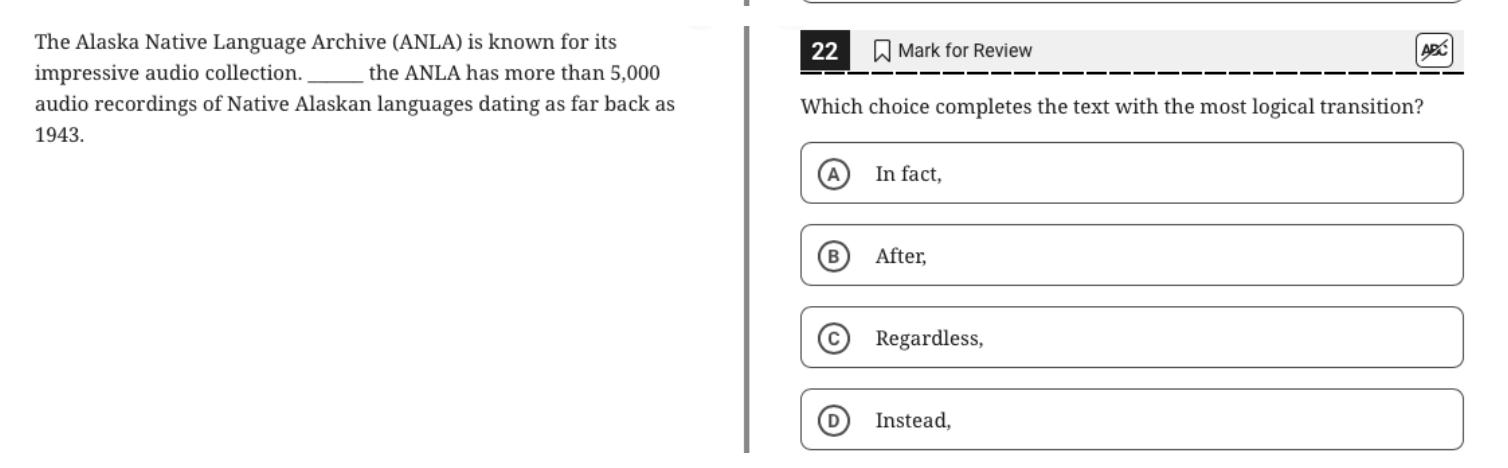 The Alaska Native Language Archive (ANLA) is known for its
impressive audio collection. ______ the ANLA has more than 5,000
audio recordings of Native Alaskan languages dating as far back as
1943.
22 Mark for Review ABC
Which choice completes the text with the most logical transition?
A In fact,
B After,
C Regardless,
D Instead,